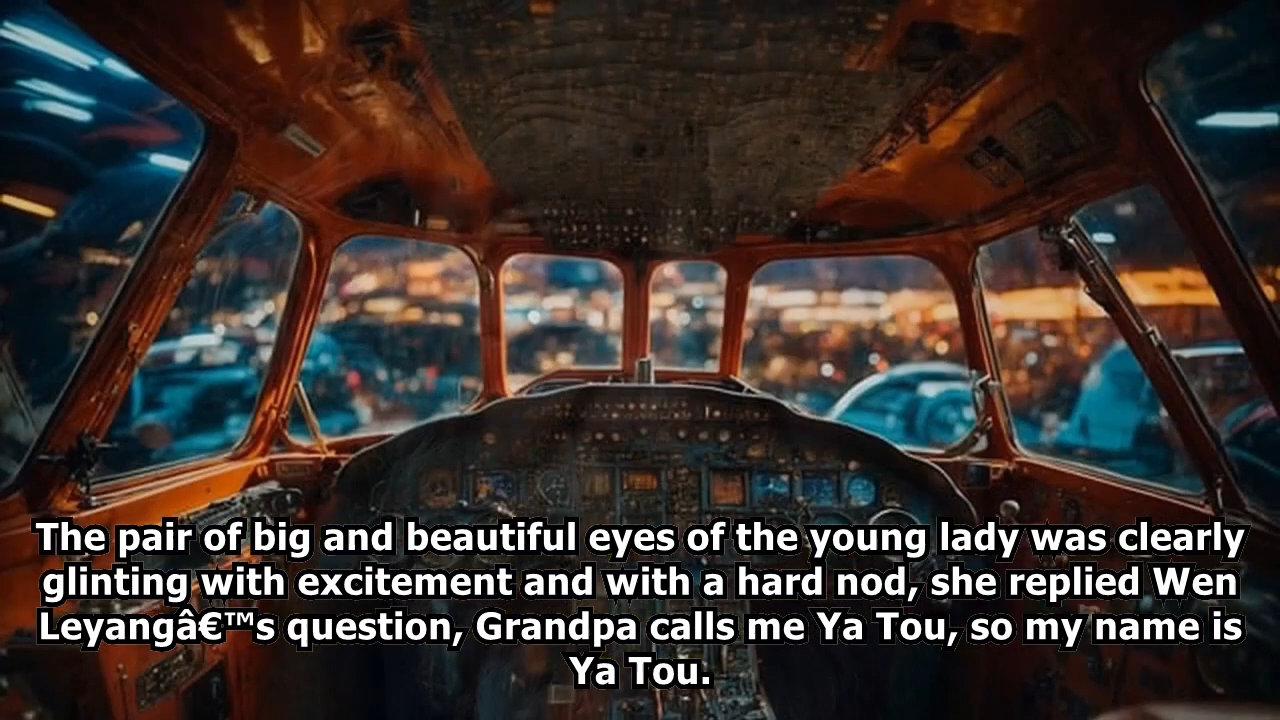 The pair of big and beautiful eyes of the young lady was clearly
glinting with excitement and with a hard nod, she replied Wen
Leyangâ€™s question, Grandpa calls me Ya Tou, so my name is
Ya Tou.